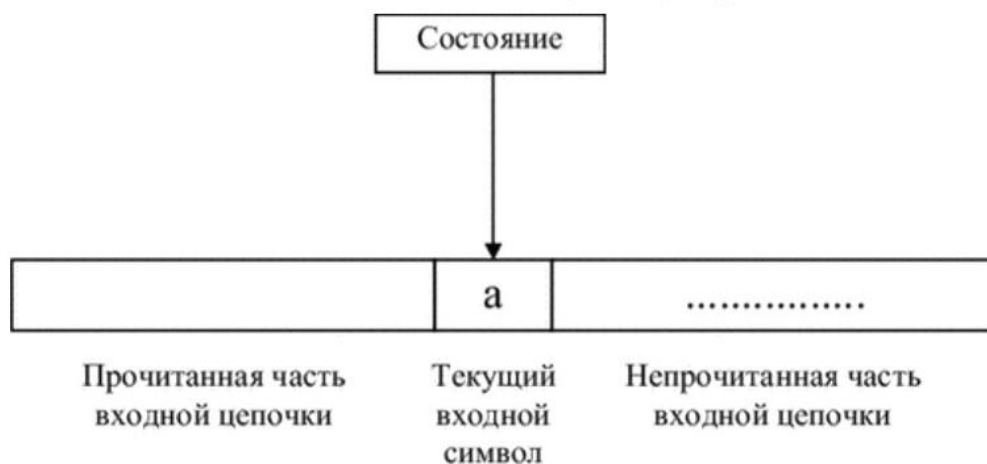 Состояние
а
................
Прочитанная часть
входной цепочки
Текущий
входной
символ
Непрочитанная часть
входной цепочки